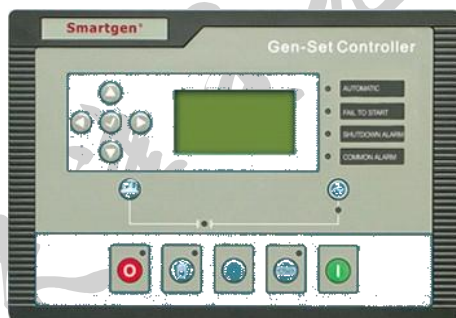 Smartgen®
Gen-Set Controller
AUTOMATIC
FAIL TO START
SHUTDOWN ALARM
COMMON ALARM